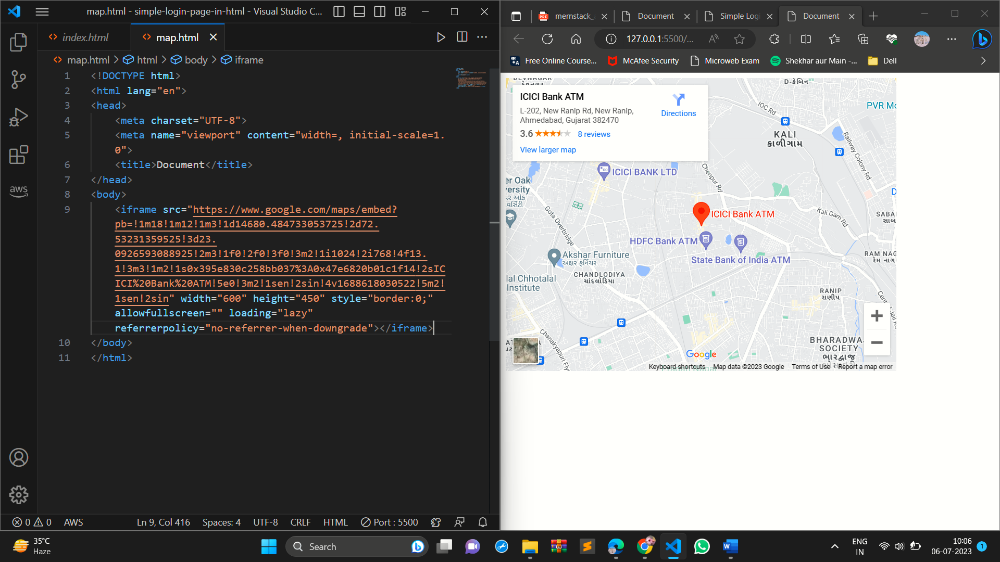 map.html - simple-login-page-in-html - Visual Studio C...
index.html
map.html
map.html > html > body > iframe
1 <!DOCTYPE html>
2 <html lang="en">
3 <head>
4 <meta charset="UTF-8">
5 <meta name="viewport" content="width=, initial-scale=1.
0">
6 <title>Document</title>
7 </head>
8 <body>
9 <iframe src="https://www.google.com/maps/embed?
pb=!1m18!1m12!1m3!1d14680.484733053725!2d72.
53231359525!3d23.
0926593088925!2m3!1f0!2f0!3f0!3m2!1i1024!2i768!4f13.
1!3m3!1m2!1s0x395e830c258bb037%3A0x47e6820b01c1f14!2sIC
ICI%20Bank%20ATM!5e0!3m2!1sen!2sin!4v1688618030522!5m2!
1sen!2sin" width="600" height="450" style="border:0;"
allowfullscreen="" loading="lazy"
referrerpolicy="no-referrer-when-downgrade"></iframe>
10 </body>
11 </html>
aws
0 0 AWS Ln 9, Col 416 Spaces: 4 UTF-8 CRLF HTML Port : 5500
PDF mernstack_ Document Simple Logi Document
127.0.0.1:5500/...
Free Online Course... McAfee Security Microweb Exam Shekhar aur Main -... Dell
ICICI Bank ATM
L-202, New Ranip Rd, New Ranip,
Ahmedabad, Gujarat 382470
3.6 8 reviews
View larger map
Directions
D-કેબિન
IOC Rd
PVR Mo
KALI
કાળીગામ
Railway Colony Rd
ICICI BANK LTD
Chenpur Rd
er Oak
versity
ICICI Bank ATM
Kali Gam Rd
SABA
સાબ
Gota Overbridge
HDFC Bank ATM
State Bank of India ATM
RAM NAG
રામ નાગ
Akshar Furniture
અક્ષર ફર્નિચર
CHANDLODIYA
ચાંદલોડિયા
lal Chhotalal
Institute
RANIP
રાણીપ
BHARADWA
SOCIETY
ભારદ્વાજ
Chanakyapuri Fly
Google
Keyboard shortcuts Map data ©2023 Google Terms of Use Report a map error
35°C
Haze
Search
ENG
IN
10:06
06-07-2023
1